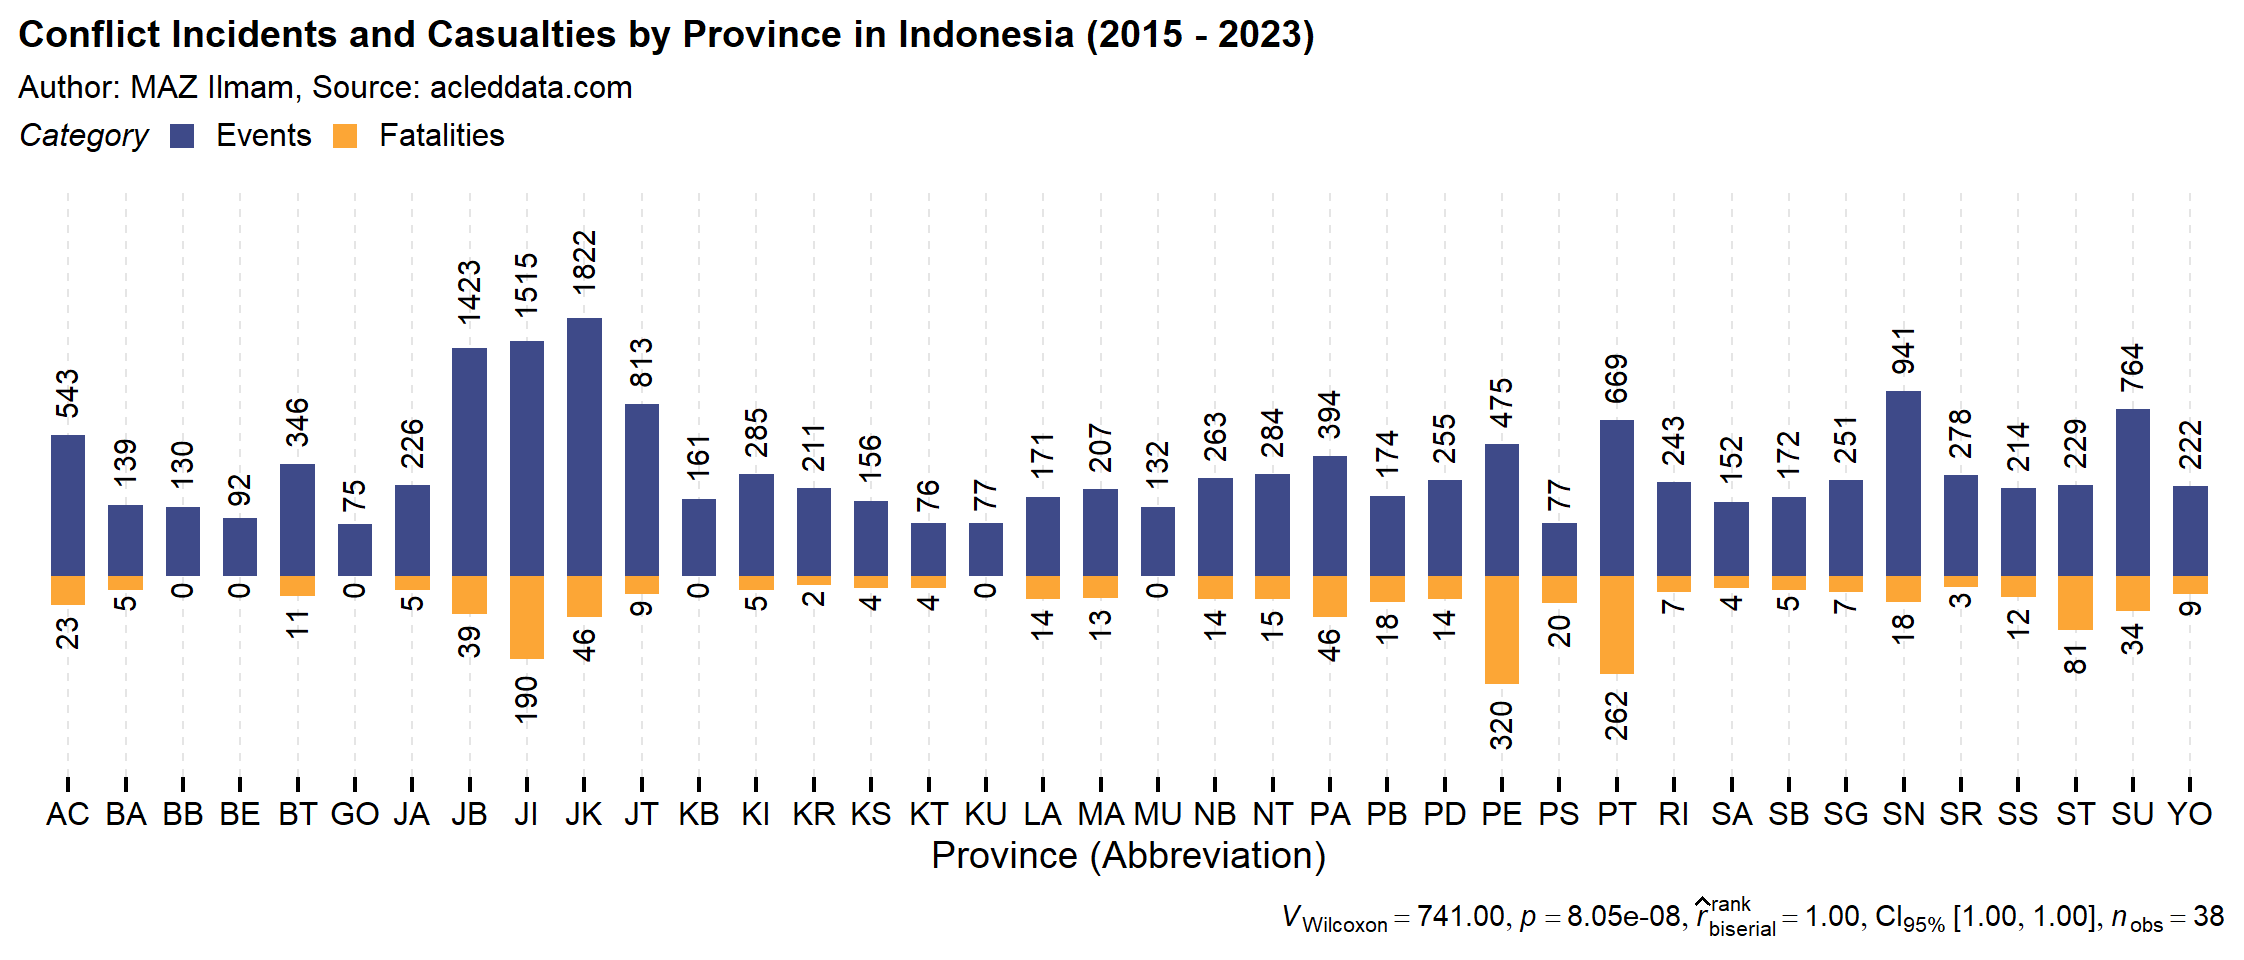 Conflict Incidents and Casualties by Province in Indonesia (2015 - 2023)
Author: MAZ Ilmam, Source: acleddata.com
Category Events Fatalities
543 139 130 92 346 75 226 1423 1515 1822 813 161 285 211 156 76 77 171 207 132 263 284 394 174 255 475 77 669 243 152 172 251 941 278 214 229 764 222
23 5 0 0 11 0 5 39 190 46 9 0 5 2 4 4 0 14 13 0 14 15 46 18 14 320 20 262 7 4 5 7 18 3 12 81 34 9
AC BA BB BE BT GO JA JB JI JK JT KB KI KR KS KT KU LA MA MU NB NT PA PB PD PE PS PT RI SA SB SG SN SR SS ST SU YO
Province (Abbreviation)
V Wilcoxon = 741.00, p = 8.05e-08, r̂ rank biserial = 1.00, CI95% [1.00, 1.00], n obs = 38